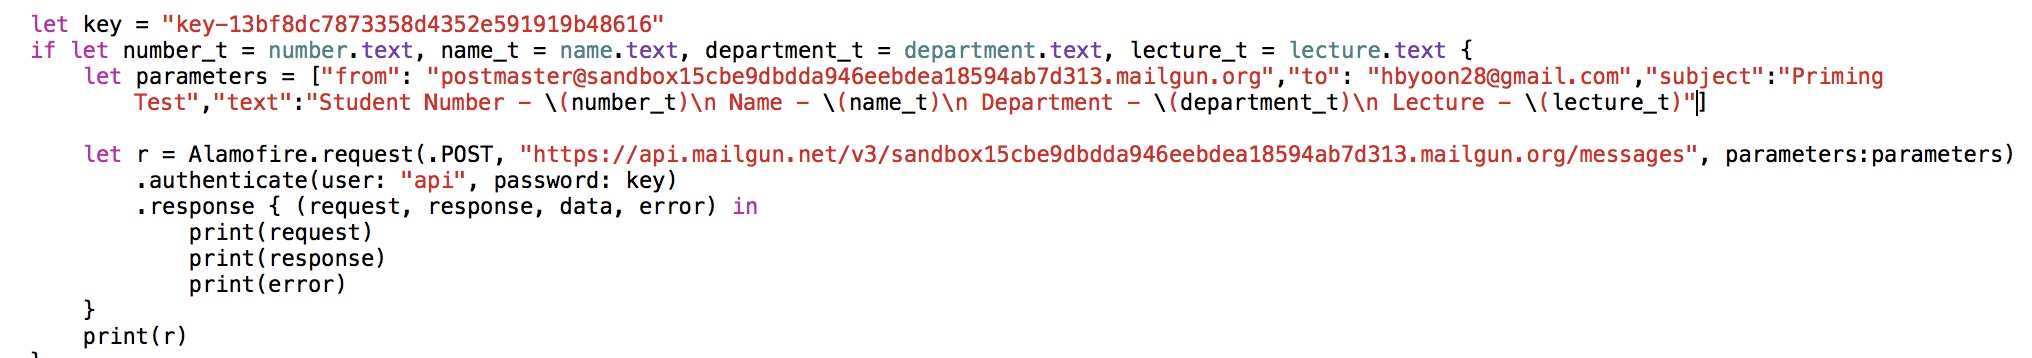 let key = "key-13bf8dc7873358d4352e591919b48616"
if let number_t = number.text, name_t = name.text, department_t = department.text, lecture_t = lecture.text {
    let parameters = ["from": "postmaster@sandbox15cbe9dbdda946eebdea18594ab7d313.mailgun.org","to": "hbyoon28@gmail.com","subject":"Priming
        Test","text":"Student Number - \(number_t)\n Name - \(name_t)\n Department - \(department_t)\n Lecture - \(lecture_t)"]
    let r = Alamofire.request(.POST, "https://api.mailgun.net/v3/sandbox15cbe9dbdda946eebdea18594ab7d313.mailgun.org/messages", parameters:parameters)
        .authenticate(user: "api", password: key)
        .response { (request, response, data, error) in
            print(request)
            print(response)
            print(error)
    }
    print(r)
}